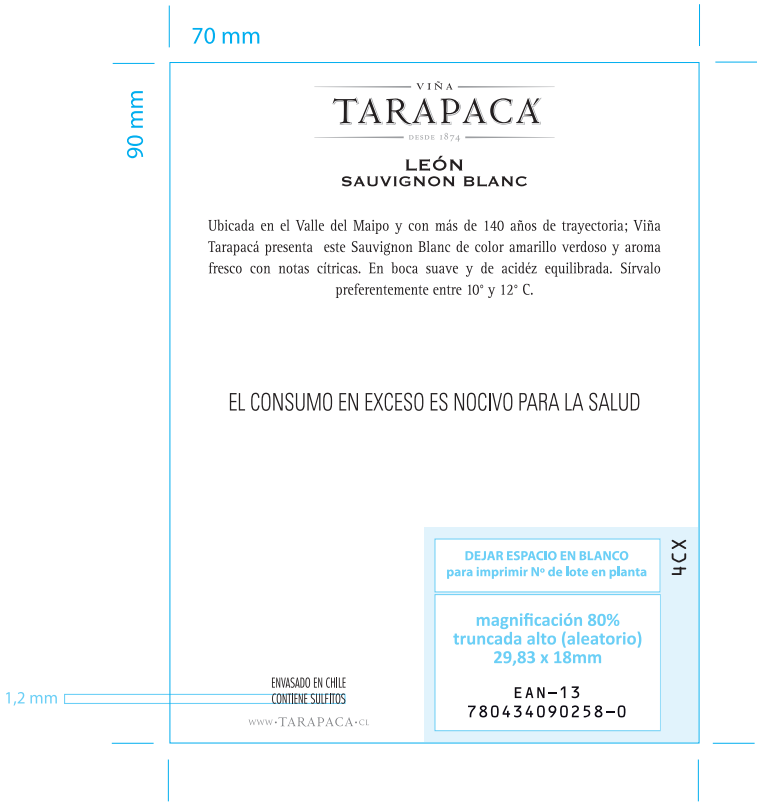 70 mm
90 mm
VIÑA
TARAPACÁ
DESDE 1874
LEÓN
SAUVIGNON BLANC
Ubicada en el Valle del Maipo y con más de 140 años de trayectoria; Viña
Tarapacá presenta este Sauvignon Blanc de color amarillo verdoso y aroma
fresco con notas cítricas. En boca suave y de acidéz equilibrada. Sírvalo
preferentemente entre 10° y 12° C.
EL CONSUMO EN EXCESO ES NOCIVO PARA LA SALUD
DEJAR ESPACIO EN BLANCO
para imprimir Nº de lote en planta
4CX
magnificación 80%
truncada alto (aleatorio)
29,83 x 18mm
EAN-13
780434090258-0
ENVASADO EN CHILE
1,2 mm
CONTIENE SULFITOS
WWW·TARAPACA·CL